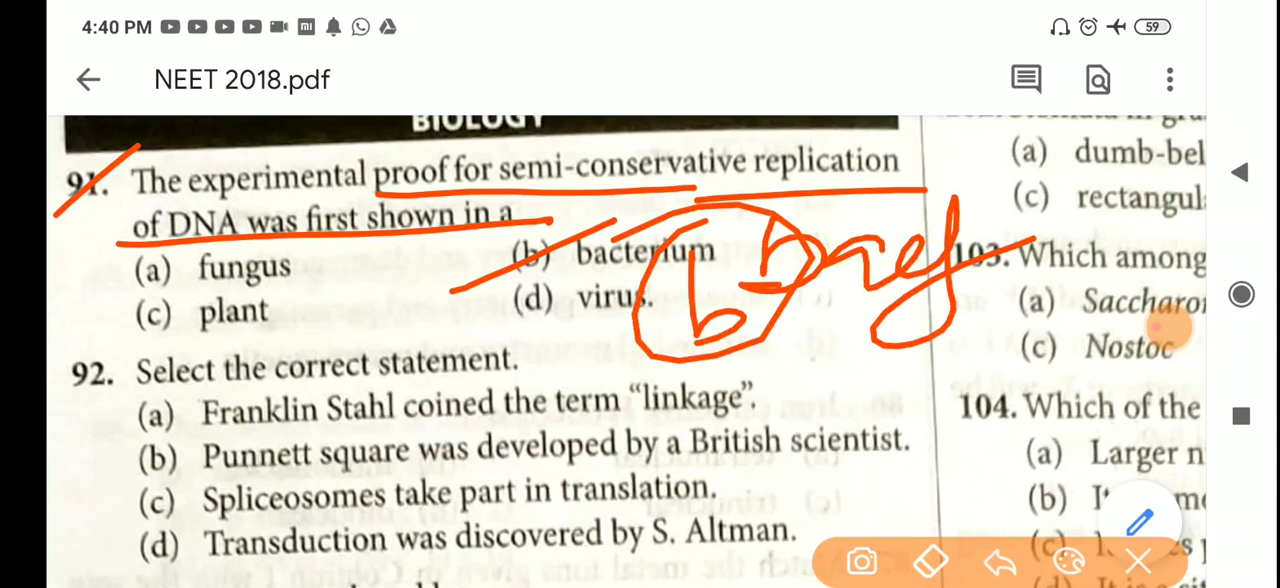 4:40 PM
59
NEET 2018.pdf
BIOLOGY
91. The experimental proof for semi-conservative replication
of DNA was first shown in a
(a) fungus (b) bacterium
(c) plant (d) virus.
b
92. Select the correct statement.
(a) Franklin Stahl coined the term “linkage”.
(b) Punnett square was developed by a British scientist.
(c) Spliceosomes take part in translation.
(d) Transduction was discovered by S. Altman.
(a) dumb-bel
(c) rectangul
103. Which among
(a) Saccharo
(c) Nostoc
104. Which of the
(a) Larger n
(b)
(c)